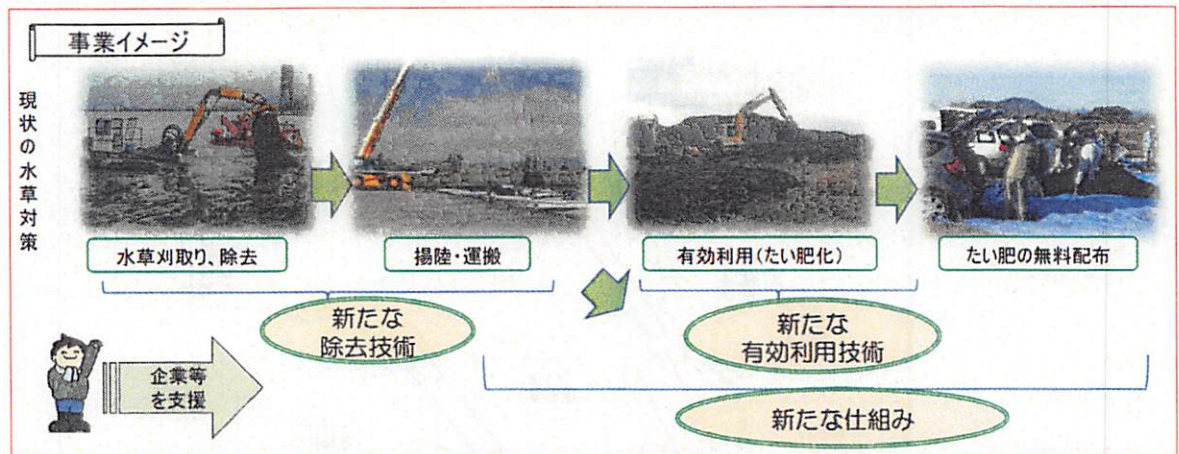 事業イメージ
現状の水草対策
水草刈取り、除去
揚陸・運搬
有効利用(たい肥化)
たい肥の無料配布
新たな
除去技術
新たな
有効利用技術
企業等
を支援
新たな仕組み